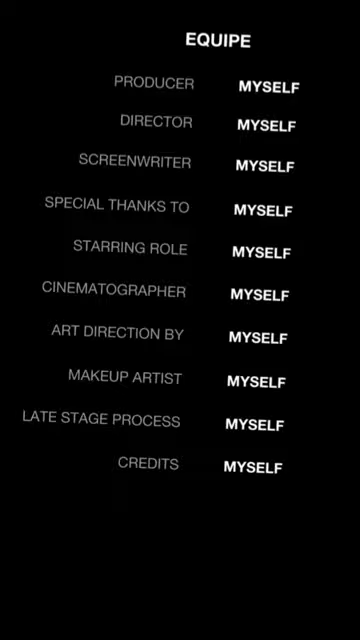 EQUIPE
PRODUCER MYSELF
DIRECTOR MYSELF
SCREENWRITER MYSELF
SPECIAL THANKS TO MYSELF
STARRING ROLE MYSELF
CINEMATOGRAPHER MYSELF
ART DIRECTION BY MYSELF
MAKEUP ARTIST MYSELF
LATE STAGE PROCESS MYSELF
CREDITS MYSELF